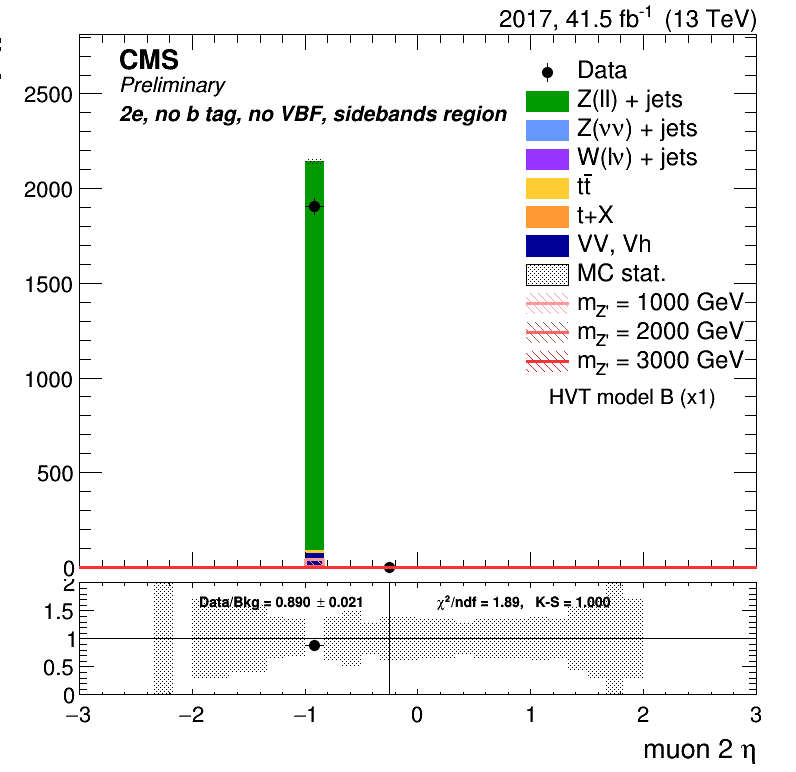 2017, 41.5 fb⁻¹ (13 TeV)
CMS
Preliminary
2e, no b tag, no VBF, sidebands region
Data
Z(ll) + jets
Z(νν) + jets
W(lν) + jets
tt̄
t+X
VV, Vh
MC stat.
m_Z' = 1000 GeV
m_Z' = 2000 GeV
m_Z' = 3000 GeV
HVT model B (x1)
2500
2000
1500
1000
500
0
2
1.5
1
0.5
0
Data/Bkg = 0.890 ± 0.021
χ²/ndf = 1.89, K-S = 1.000
−3 −2 −1 0 1 2 3
muon 2 η